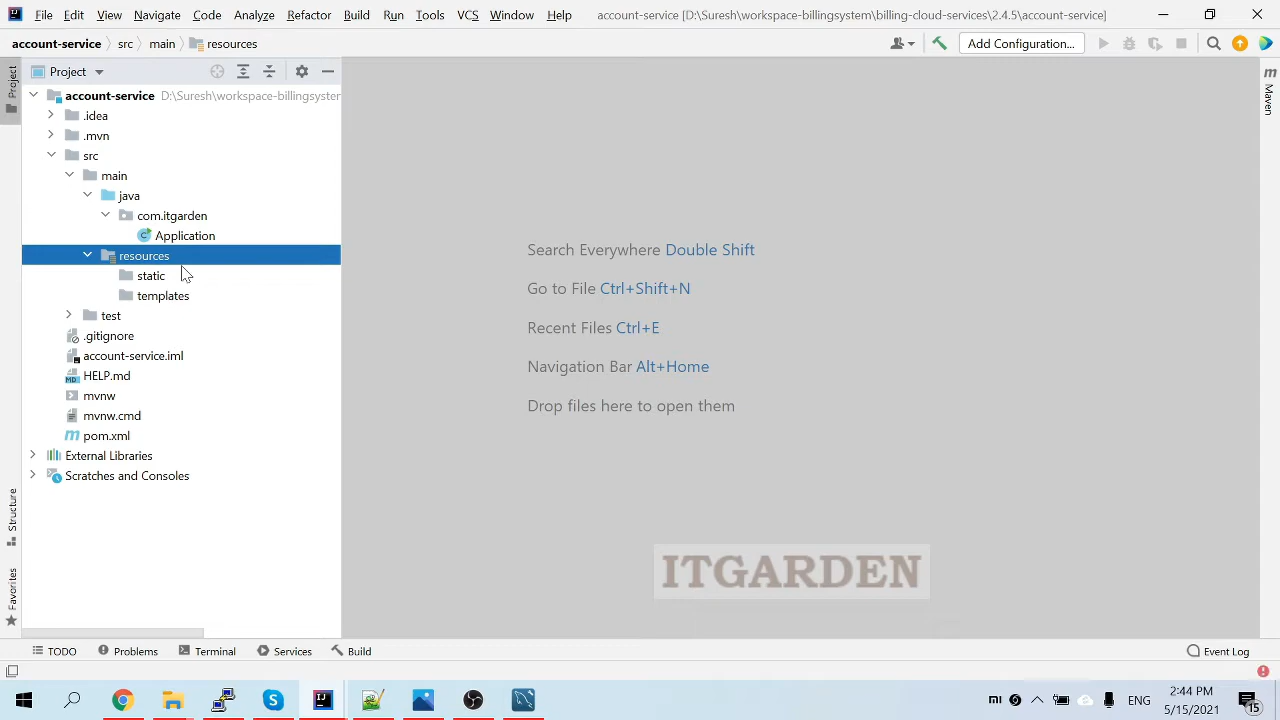 File Edit View Navigate Code Analyze Refactor Build Run Tools VCS Window Help account-service [D:\Suresh\workspace-billingsystem\billing-cloud-services\2.4.5\account-service]
account-service src main resources Add Configuration...
Project Project
Maven
account-service D:\Suresh\workspace-billingsyster
.idea
.mvn
src
main
java
com.itgarden
Application
resources
static
templates
test
.gitignore
account-service.iml
HELP.md
mvnw
mvnw.cmd
pom.xml
External Libraries
Scratches and Consoles
Search Everywhere Double Shift
Go to File Ctrl+Shift+N
Recent Files Ctrl+E
Navigation Bar Alt+Home
Drop files here to open them
ITGARDEN
Structure
Favorites
TODO Problems Terminal Services Build Event Log
ENG 2:44 PM
5/15/2021 15